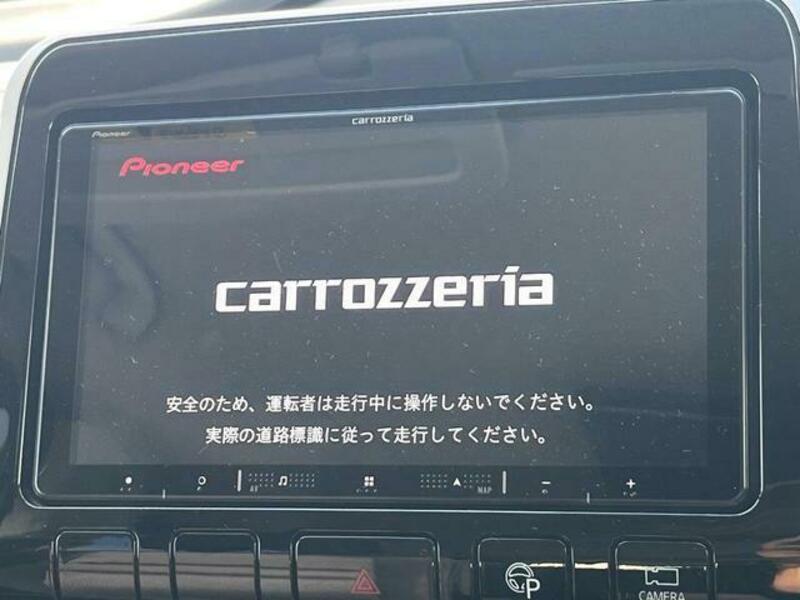 carrozzeria
Pioneer
Pioneer
carrozzeria
安全のため、運転者は走行中に操作しないでください。
実際の道路標識に従って走行してください。
AV
MAP
− +
P
CAMERA